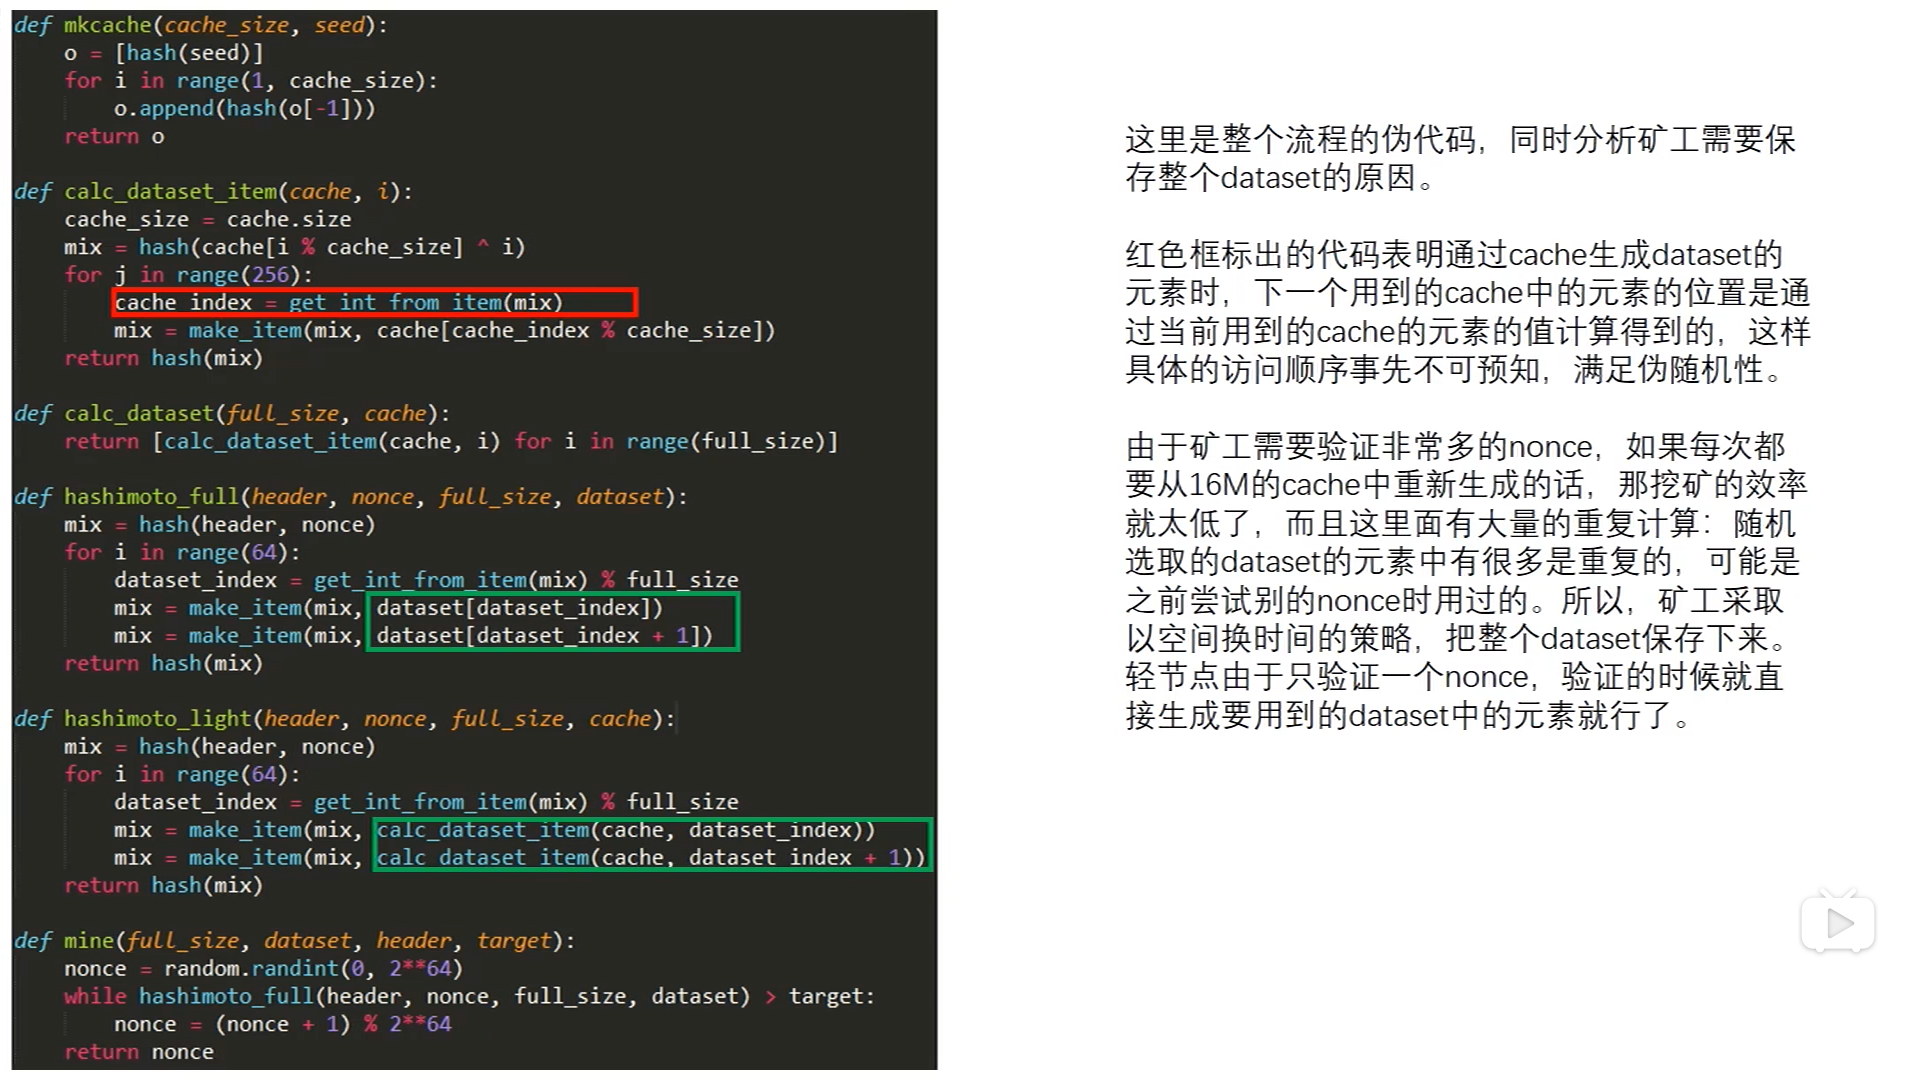 def mkcache(cache_size, seed):
    o = [hash(seed)]
    for i in range(1, cache_size):
        o.append(hash(o[-1]))
    return o

def calc_dataset_item(cache, i):
    cache_size = cache.size
    mix = hash(cache[i % cache_size] ^ i)
    for j in range(256):
        cache_index = get_int_from_item(mix)
        mix = make_item(mix, cache[cache_index % cache_size])
    return hash(mix)

def calc_dataset(full_size, cache):
    return [calc_dataset_item(cache, i) for i in range(full_size)]

def hashimoto_full(header, nonce, full_size, dataset):
    mix = hash(header, nonce)
    for i in range(64):
        dataset_index = get_int_from_item(mix) % full_size
        mix = make_item(mix, dataset[dataset_index])
        mix = make_item(mix, dataset[dataset_index + 1])
    return hash(mix)

def hashimoto_light(header, nonce, full_size, cache):
    mix = hash(header, nonce)
    for i in range(64):
        dataset_index = get_int_from_item(mix) % full_size
        mix = make_item(mix, calc_dataset_item(cache, dataset_index))
        mix = make_item(mix, calc_dataset_item(cache, dataset_index + 1))
    return hash(mix)

def mine(full_size, dataset, header, target):
    nonce = random.randint(0, 2**64)
    while hashimoto_full(header, nonce, full_size, dataset) > target:
        nonce = (nonce + 1) % 2**64
    return nonce

这里是整个流程的伪代码，同时分析矿工需要保
存整个dataset的原因。

红色框标出的代码表明通过cache生成dataset的
元素时，下一个用到的cache中的元素的位置是通
过当前用到的cache的元素的值计算得到的，这样
具体的访问顺序事先不可预知，满足伪随机性。

由于矿工需要验证非常多的nonce，如果每次都
要从16M的cache中重新生成的话，那挖矿的效率
就太低了，而且这里面有大量的重复计算：随机
选取的dataset的元素中有很多是重复的，可能是
之前尝试别的nonce时用过的。所以，矿工采取
以空间换时间的策略，把整个dataset保存下来。
轻节点由于只验证一个nonce，验证的时候就直
接生成要用到的dataset中的元素就行了。